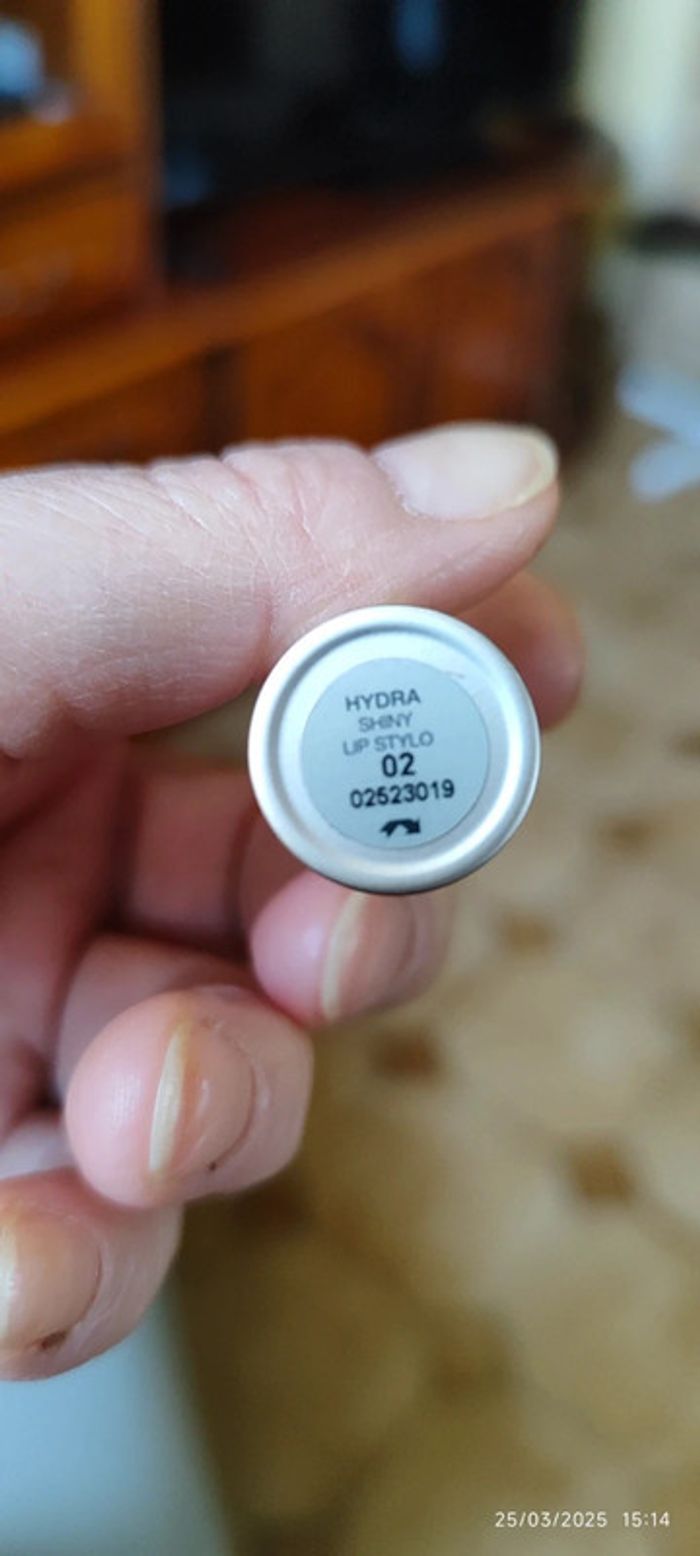 HYDRA
SHINY
LIP STYLO
02
02523019
25/03/2025 15:14